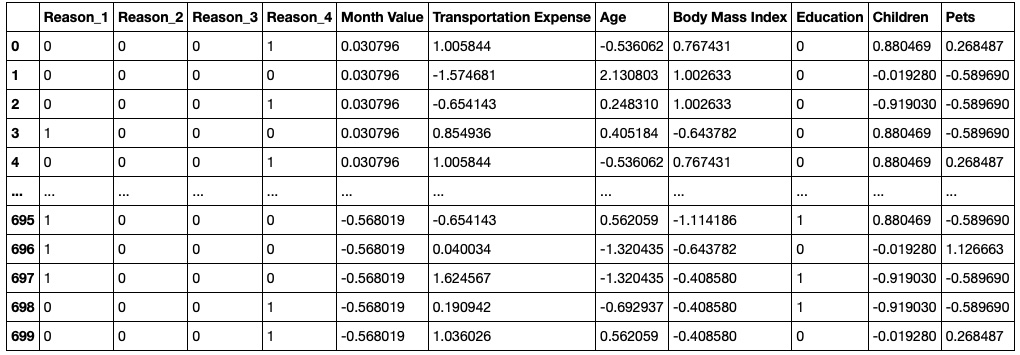 Reason_1 Reason_2 Reason_3 Reason_4 Month Value Transportation Expense Age Body Mass Index Education Children Pets
0 0 0 0 1 0.030796 1.005844 -0.536062 0.767431 0 0.880469 0.268487
1 0 0 0 0 0.030796 -1.574681 2.130803 1.002633 0 -0.019280 -0.589690
2 0 0 0 1 0.030796 -0.654143 0.248310 1.002633 0 -0.919030 -0.589690
3 1 0 0 0 0.030796 0.854936 0.405184 -0.643782 0 0.880469 -0.589690
4 0 0 0 1 0.030796 1.005844 -0.536062 0.767431 0 0.880469 0.268487
... ... ... ... ... ... ... ... ... ... ... ...
695 1 0 0 0 -0.568019 -0.654143 0.562059 -1.114186 1 0.880469 -0.589690
696 1 0 0 0 -0.568019 0.040034 -1.320435 -0.643782 0 -0.019280 1.126663
697 1 0 0 0 -0.568019 1.624567 -1.320435 -0.408580 1 -0.919030 -0.589690
698 0 0 0 1 -0.568019 0.190942 -0.692937 -0.408580 1 -0.919030 -0.589690
699 0 0 0 1 -0.568019 1.036026 0.562059 -0.408580 0 -0.019280 0.268487